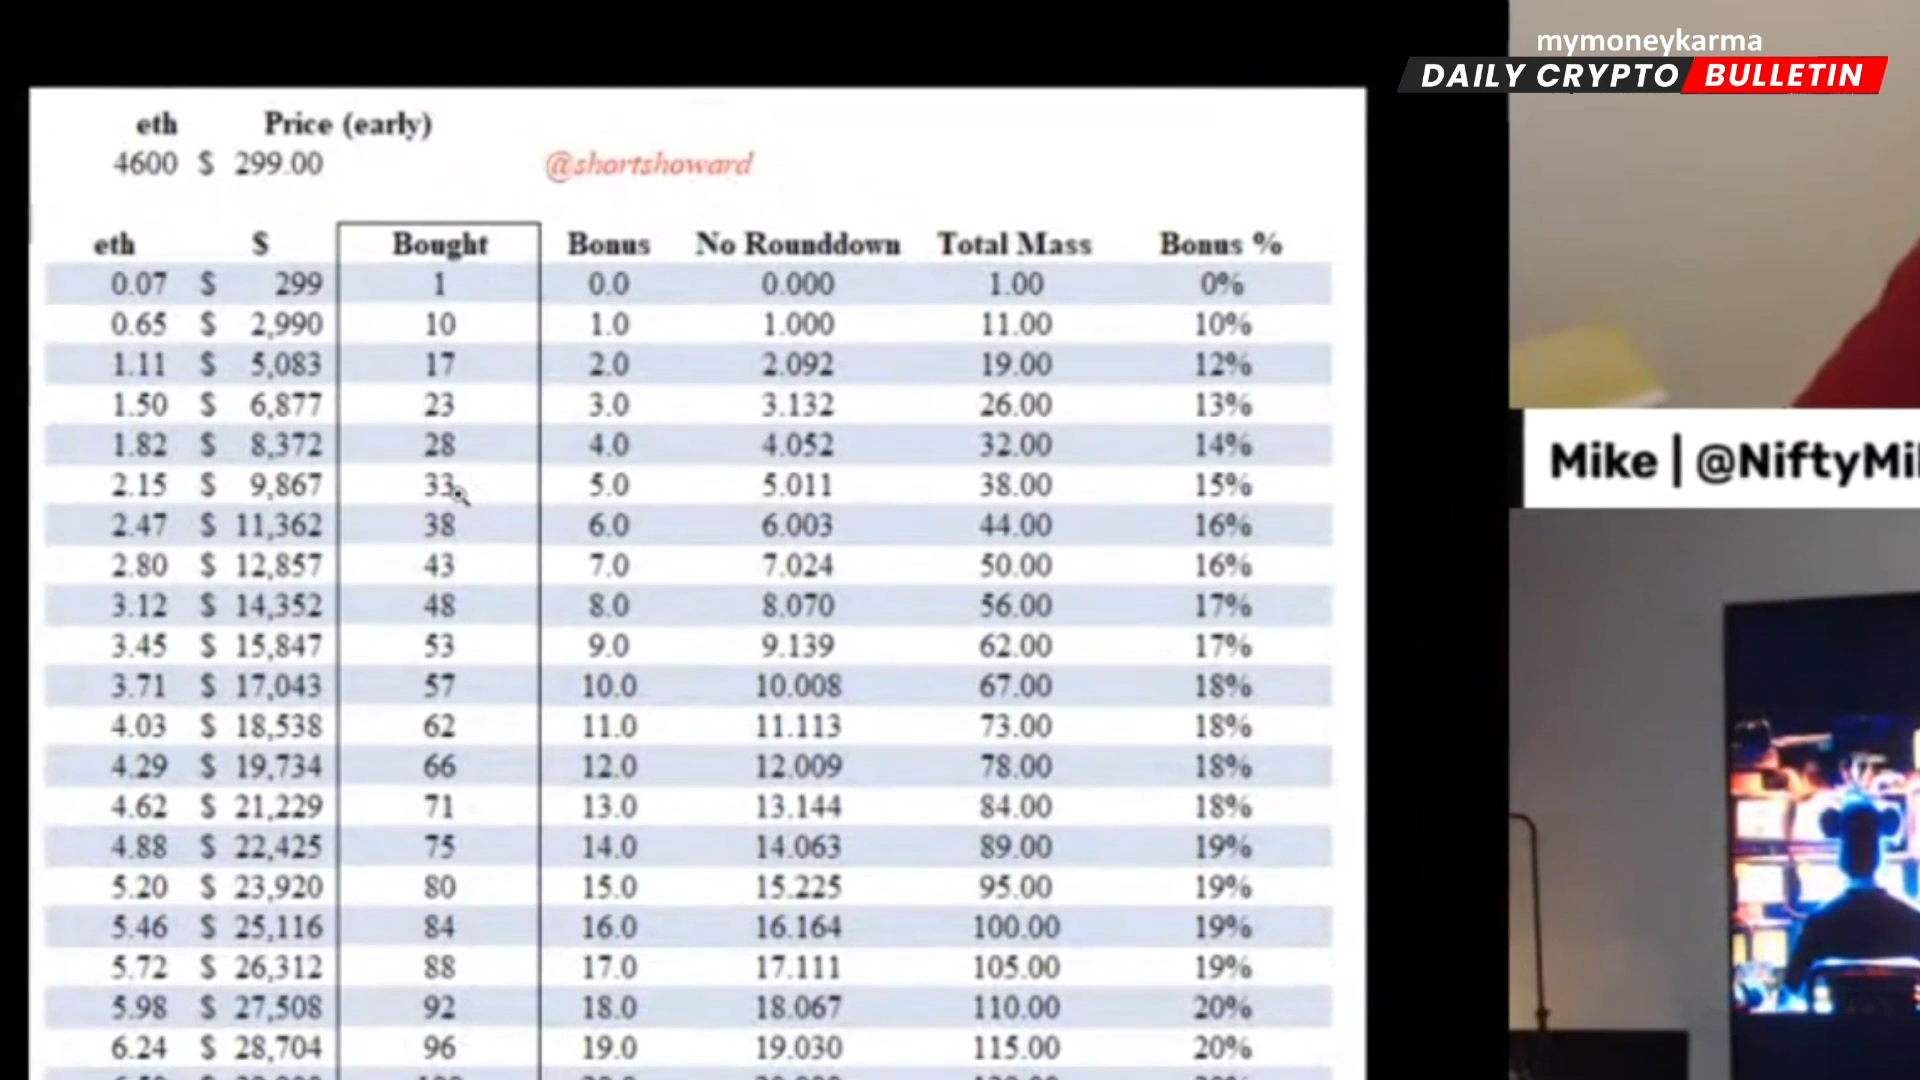 mymoneykarma
DAILY CRYPTO BULLETIN
eth Price (early)
4600 $ 299.00 @shortshoward
eth $ Bought Bonus No Rounddown Total Mass Bonus %
0.07 $ 299 1 0.0 0.000 1.00 0%
0.65 $ 2,990 10 1.0 1.000 11.00 10%
1.11 $ 5,083 17 2.0 2.092 19.00 12%
1.50 $ 6,877 23 3.0 3.132 26.00 13%
1.82 $ 8,372 28 4.0 4.052 32.00 14%
2.15 $ 9,867 33 5.0 5.011 38.00 15%
2.47 $ 11,362 38 6.0 6.003 44.00 16%
2.80 $ 12,857 43 7.0 7.024 50.00 16%
3.12 $ 14,352 48 8.0 8.070 56.00 17%
3.45 $ 15,847 53 9.0 9.139 62.00 17%
3.71 $ 17,043 57 10.0 10.008 67.00 18%
4.03 $ 18,538 62 11.0 11.113 73.00 18%
4.29 $ 19,734 66 12.0 12.009 78.00 18%
4.62 $ 21,229 71 13.0 13.144 84.00 18%
4.88 $ 22,425 75 14.0 14.063 89.00 19%
5.20 $ 23,920 80 15.0 15.225 95.00 19%
5.46 $ 25,116 84 16.0 16.164 100.00 19%
5.72 $ 26,312 88 17.0 17.111 105.00 19%
5.98 $ 27,508 92 18.0 18.067 110.00 20%
6.24 $ 28,704 96 19.0 19.030 115.00 20%
Mike | @NiftyMi